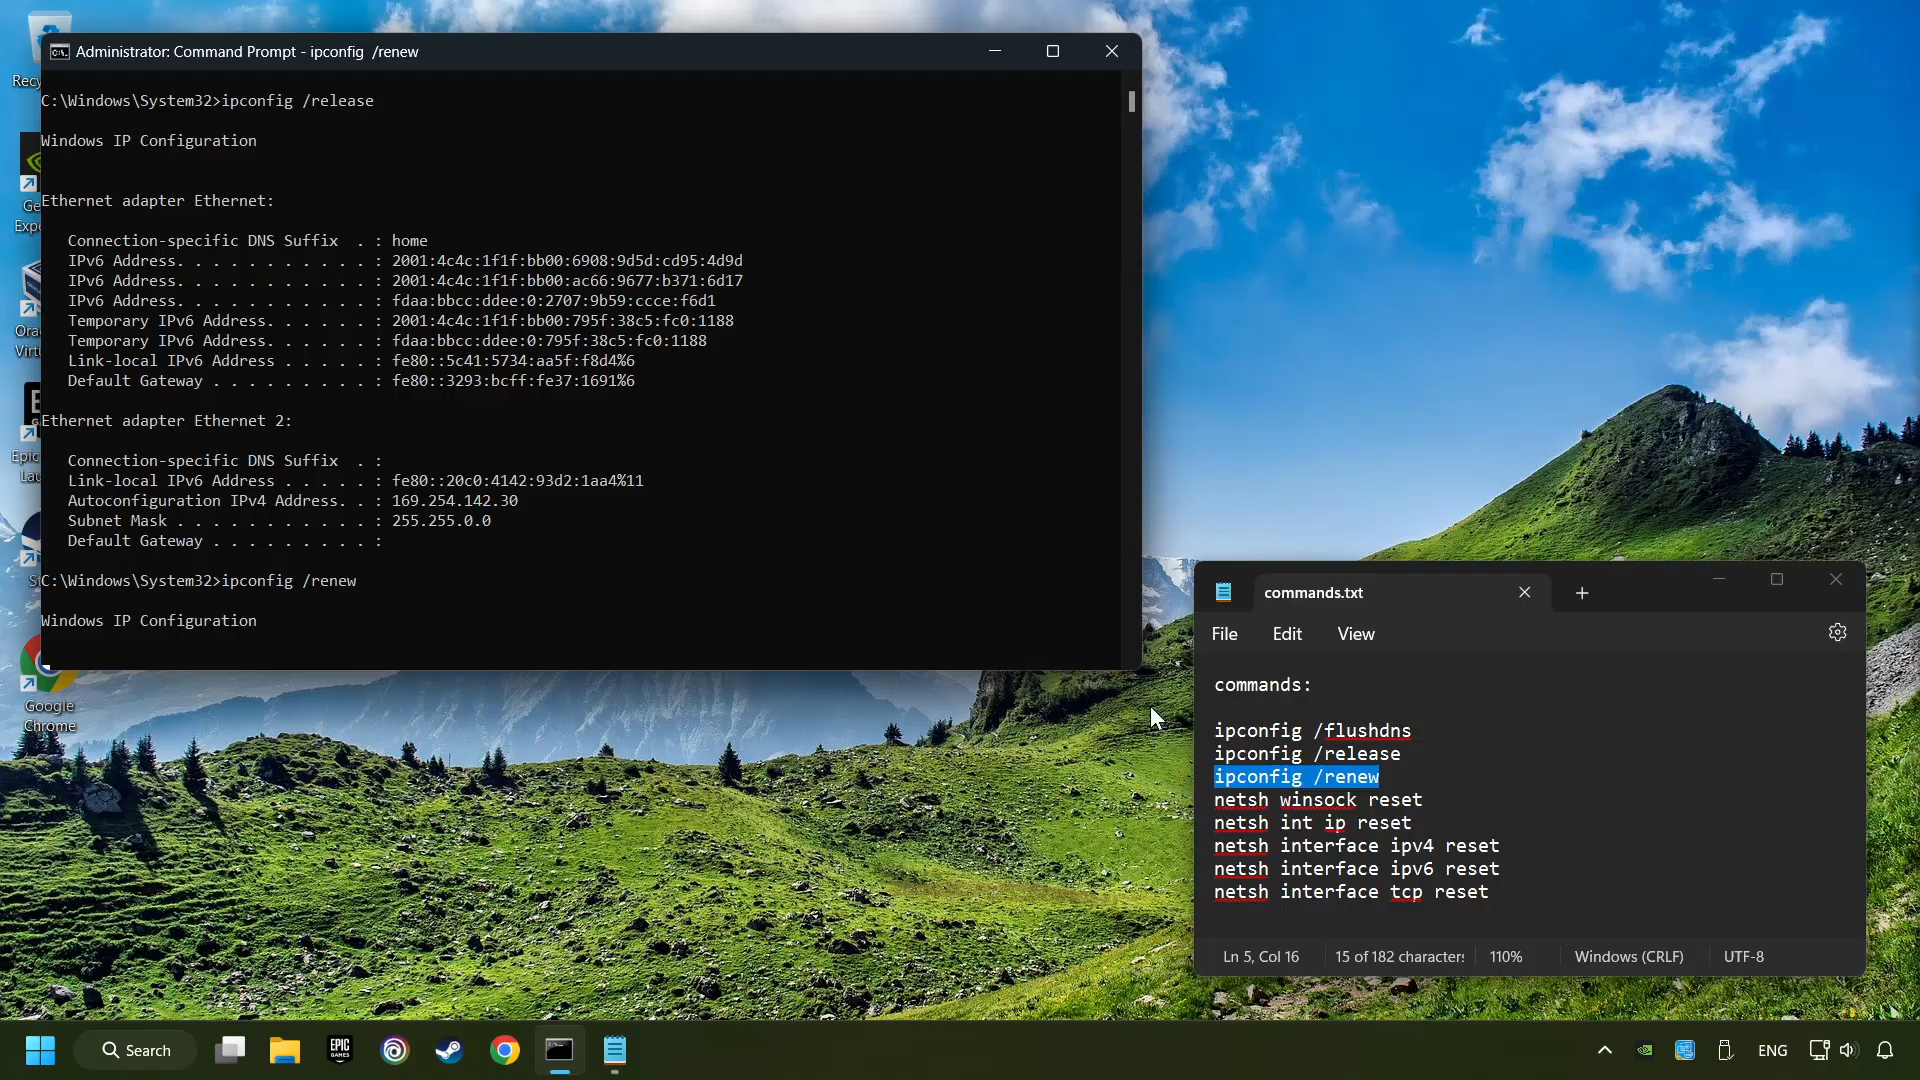 Administrator: Command Prompt - ipconfig  /renew
C:\Windows\System32>ipconfig /release
Windows IP Configuration
Ethernet adapter Ethernet:
Connection-specific DNS Suffix  . : home
IPv6 Address. . . . . . . . . . . : 2001:4c4c:1f1f:bb00:6908:9d5d:cd95:4d9d
IPv6 Address. . . . . . . . . . . : 2001:4c4c:1f1f:bb00:ac66:9677:b371:6d17
IPv6 Address. . . . . . . . . . . : fdaa:bbcc:ddee:0:2707:9b59:ccce:f6d1
Temporary IPv6 Address. . . . . . : 2001:4c4c:1f1f:bb00:795f:38c5:fc0:1188
Temporary IPv6 Address. . . . . . : fdaa:bbcc:ddee:0:795f:38c5:fc0:1188
Link-local IPv6 Address . . . . . : fe80::5c41:5734:aa5f:f8d4%6
Default Gateway . . . . . . . . . : fe80::3293:bcff:fe37:1691%6
Ethernet adapter Ethernet 2:
Connection-specific DNS Suffix  . :
Link-local IPv6 Address . . . . . : fe80::20c0:4142:93d2:1aa4%11
Autoconfiguration IPv4 Address. . : 169.254.142.30
Subnet Mask . . . . . . . . . . . : 255.255.0.0
Default Gateway . . . . . . . . . :
C:\Windows\System32>ipconfig /renew
Windows IP Configuration
Google
Chrome
commands.txt
File Edit View
commands:
ipconfig /flushdns
ipconfig /release
ipconfig /renew
netsh winsock reset
netsh int ip reset
netsh interface ipv4 reset
netsh interface ipv6 reset
netsh interface tcp reset
Ln 5, Col 16 15 of 182 character 110% Windows (CRLF) UTF-8
Search
EPIC
GAMES
ENG